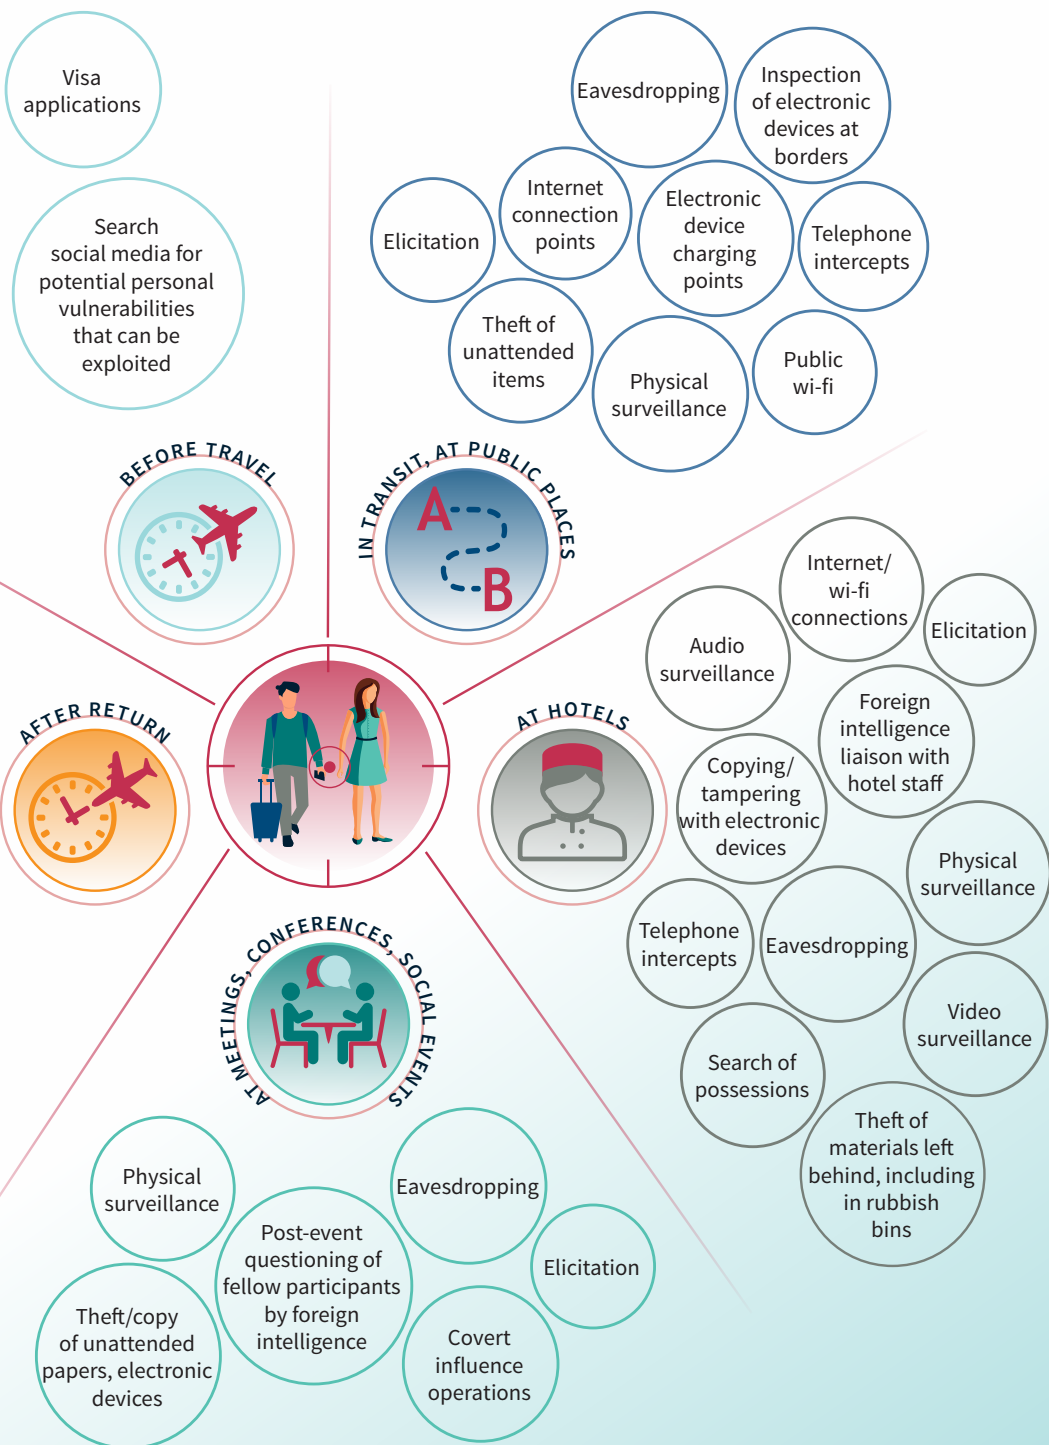 Visa
applications
Search
social media for
potential personal
vulnerabilities
that can be
exploited
BEFORE TRAVEL
Eavesdropping
Inspection
of electronic
devices at
borders
Internet
connection
points
Electronic
device
charging
points
Elicitation
Telephone
intercepts
Theft of
unattended
items
Physical
surveillance
Public
wi-fi
IN TRANSIT, AT PUBLIC PLACES
A
B
AFTER RETURN
AT HOTELS
Internet/
wi-fi
connections
Elicitation
Audio
surveillance
Foreign
intelligence
liaison with
hotel staff
Copying/
tampering
with electronic
devices
Physical
surveillance
Telephone
intercepts
Eavesdropping
Video
surveillance
Search of
possessions
Theft of
materials left
behind, including
in rubbish
bins
AT MEETINGS, CONFERENCES, SOCIAL EVENTS
Physical
surveillance
Eavesdropping
Post-event
questioning of
fellow participants
by foreign
intelligence
Elicitation
Theft/copy
of unattended
papers, electronic
devices
Covert
influence
operations